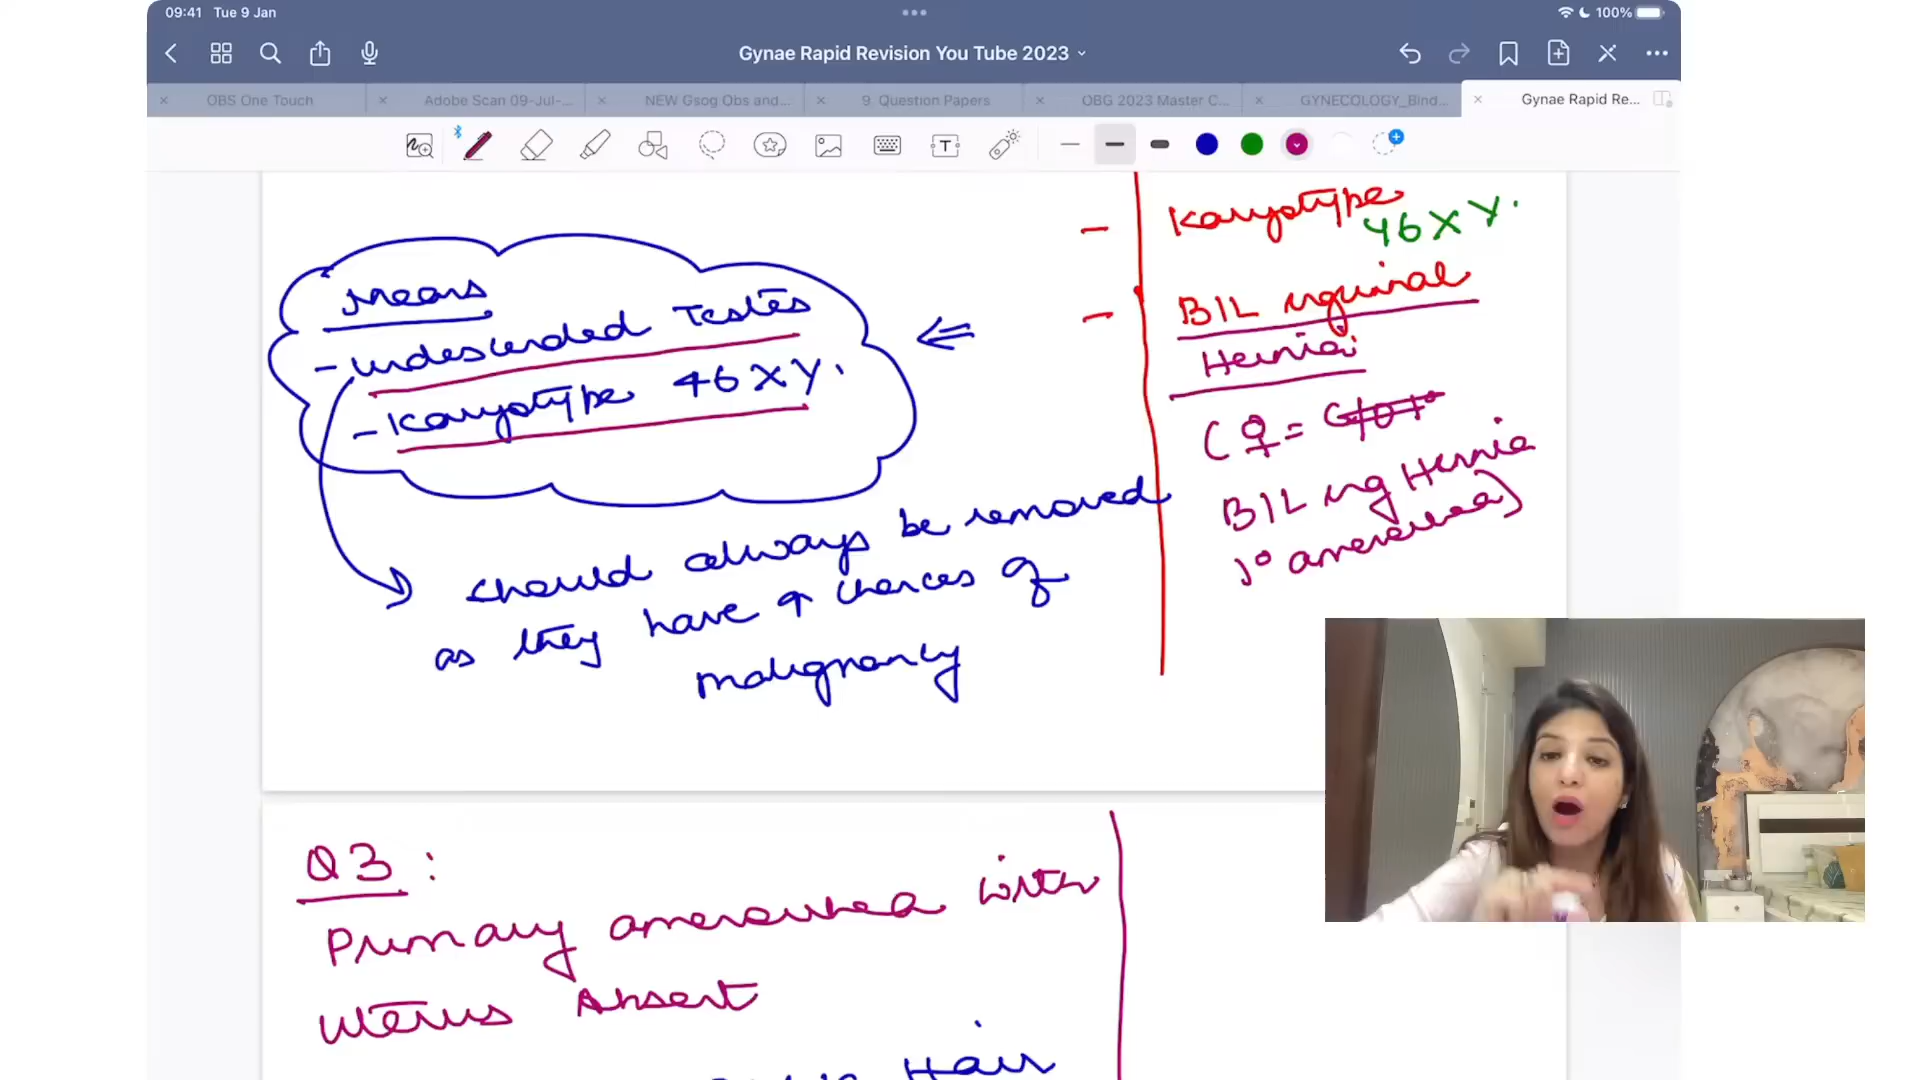 09:41 Tue 9 Jan
100%
Gynae Rapid Revision You Tube 2023
OBS One Touch
Adobe Scan 09-Jul-...
NEW Gsog Obs and...
9. Question Papers
OBG 2023 Master C...
GYNECOLOGY_Bind...
Gynae Rapid Re...
Means
- undescended Testes
- Karyotype 46XY.
should always be removed
as they have ↑ chances of
malignancy
- Karyotype
46XY.
- BIL inguinal
Hernia
(♀=
BIL ing Hernia
1° amenorrhea)
Q3:
Primary amenorrhea with
uterus Absent
Hair